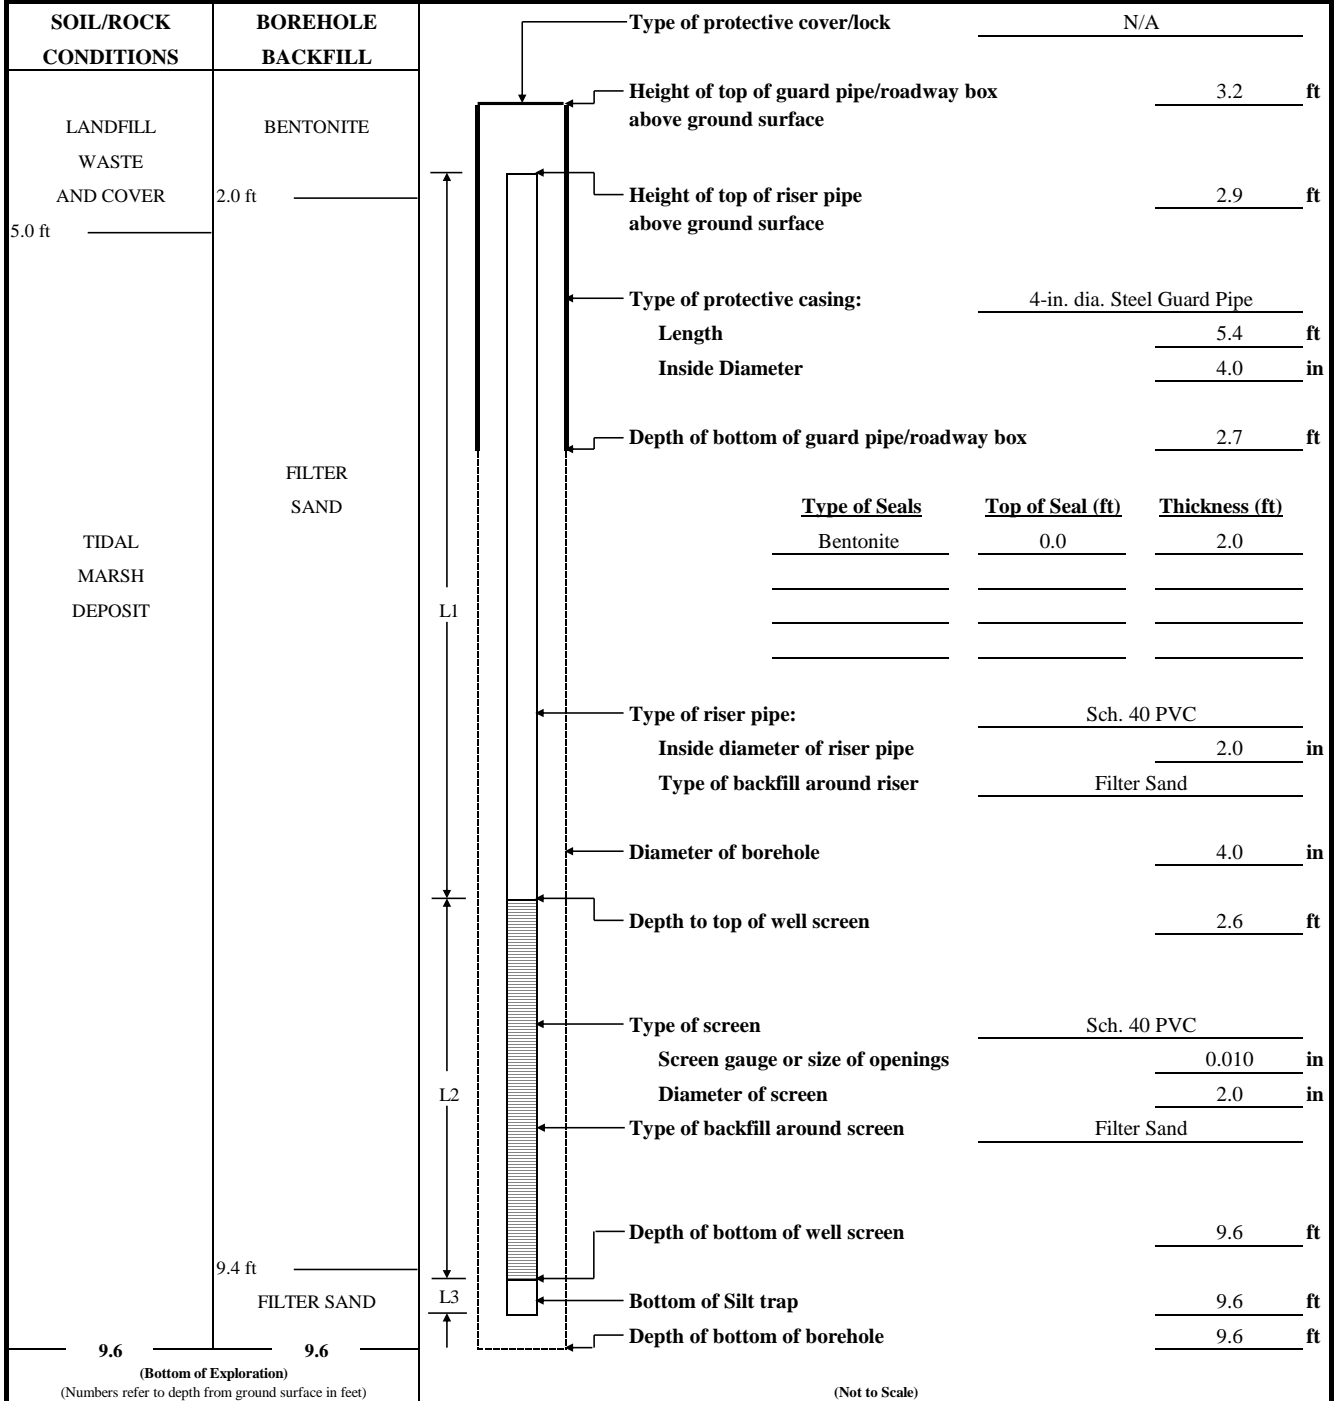 SOIL/ROCK
CONDITIONS
BOREHOLE
BACKFILL
LANDFILL
WASTE
AND COVER
5.0 ft
TIDAL
MARSH
DEPOSIT
BENTONITE
2.0 ft
FILTER
SAND
9.4 ft
FILTER SAND
9.6
9.6
(Bottom of Exploration)
(Numbers refer to depth from ground surface in feet)
L1
L2
L3
Type of protective cover/lock N/A
Height of top of guard pipe/roadway box 3.2 ft
above ground surface
Height of top of riser pipe 2.9 ft
above ground surface
Type of protective casing: 4-in. dia. Steel Guard Pipe
Length 5.4 ft
Inside Diameter 4.0 in
Depth of bottom of guard pipe/roadway box 2.7 ft
Type of Seals Top of Seal (ft) Thickness (ft)
Bentonite 0.0 2.0
Type of riser pipe: Sch. 40 PVC
Inside diameter of riser pipe 2.0 in
Type of backfill around riser Filter Sand
Diameter of borehole 4.0 in
Depth to top of well screen 2.6 ft
Type of screen Sch. 40 PVC
Screen gauge or size of openings 0.010 in
Diameter of screen 2.0 in
Type of backfill around screen Filter Sand
Depth of bottom of well screen 9.6 ft
Bottom of Silt trap 9.6 ft
Depth of bottom of borehole 9.6 ft
(Not to Scale)